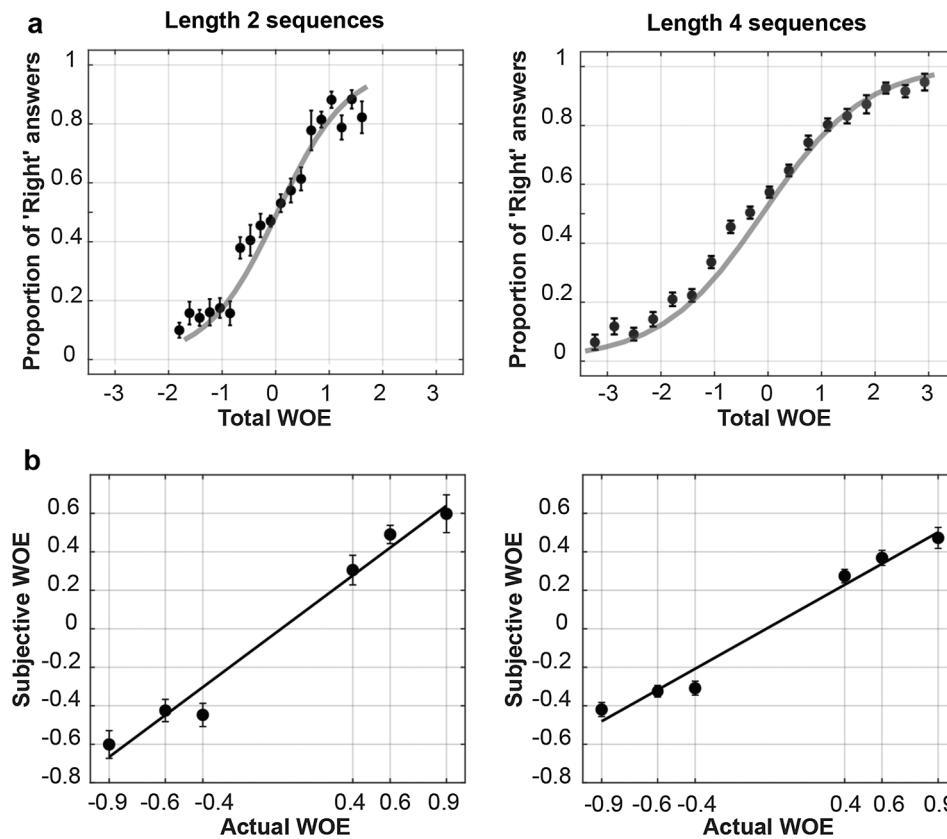 a
Length 2 sequences
Length 4 sequences
Proportion of 'Right' answers
1
0.8
0.6
0.4
0.2
0
-3 -2 -1 0 1 2 3
Total WOE
Proportion of 'Right' answers
1
0.8
0.6
0.4
0.2
0
-3 -2 -1 0 1 2 3
Total WOE
b
Subjective WOE
0.6
0.4
0.2
0
-0.2
-0.4
-0.6
-0.8
-0.9 -0.6 -0.4 0.4 0.6 0.9
Actual WOE
Subjective WOE
0.6
0.4
0.2
0
-0.2
-0.4
-0.6
-0.8
-0.9 -0.6 -0.4 0.4 0.6
Actual WOE